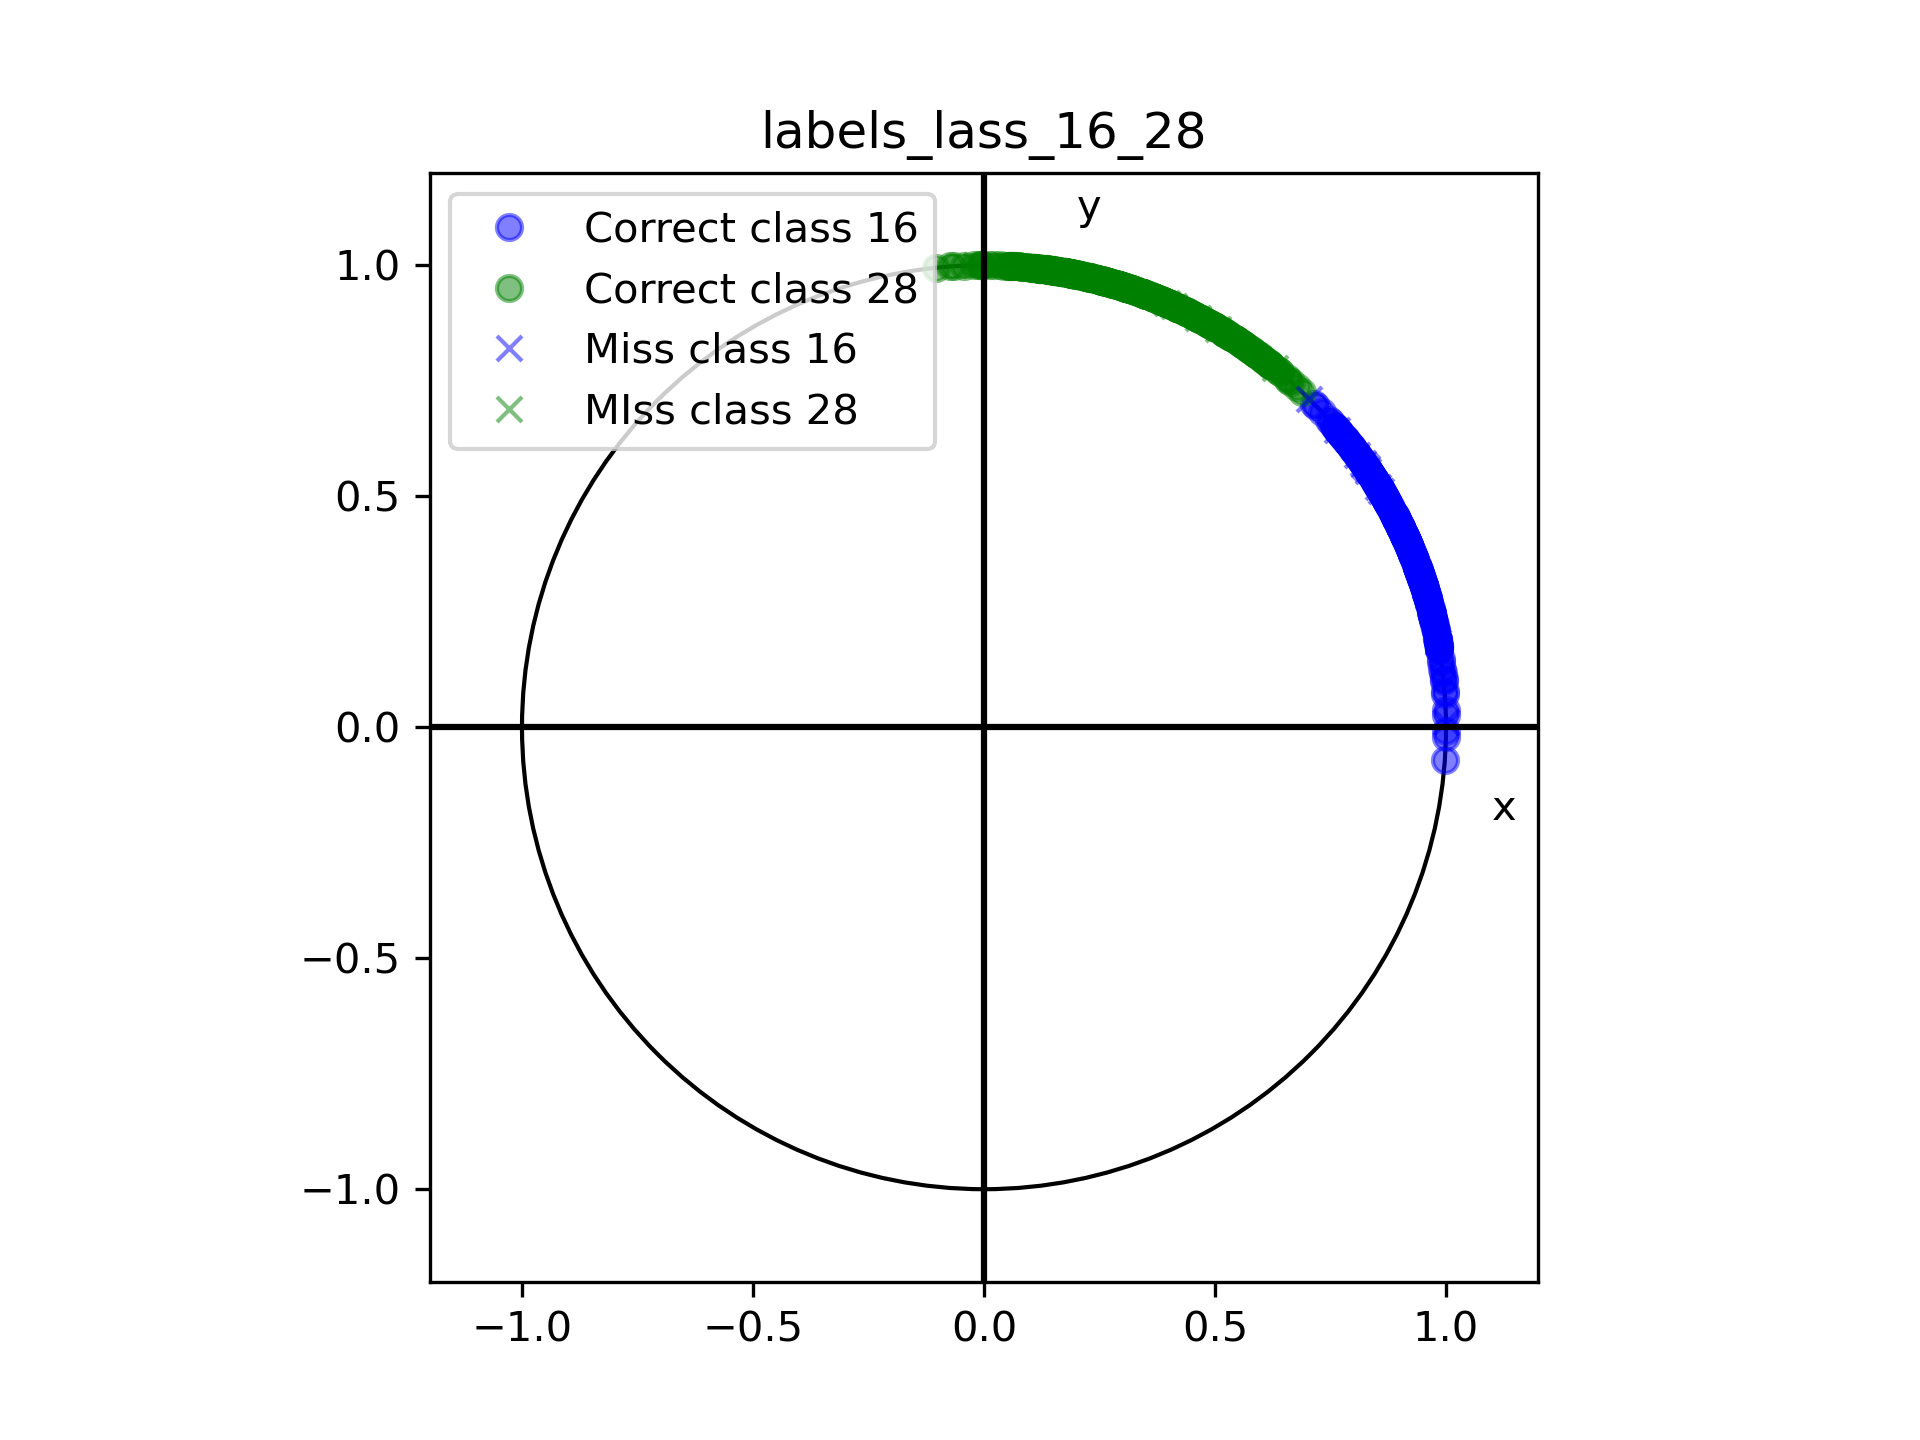 labels_lass_16_28
y
Correct class 16
Correct class 28
Miss class 16
MIss class 28
1.0
0.5
0.0
−0.5
−1.0
x
−1.0 −0.5 0.0 0.5 1.0